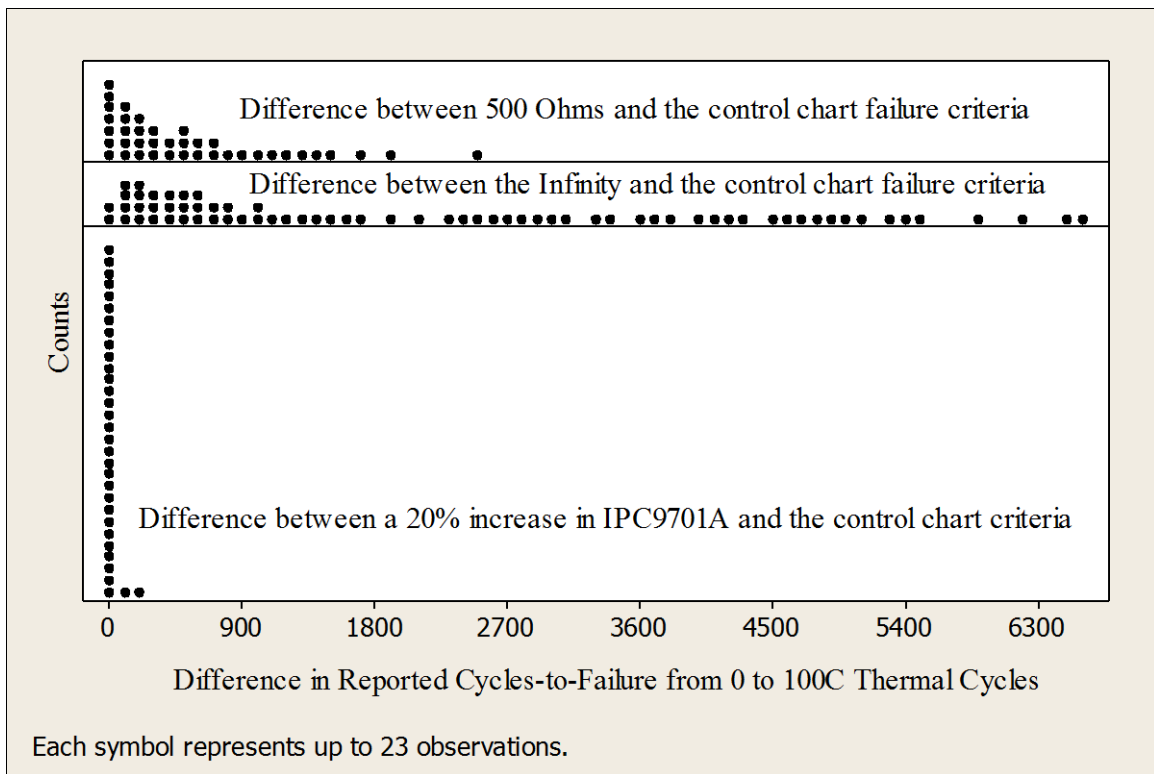 Difference between 500 Ohms and the control chart failure criteria
Difference between the Infinity and the control chart failure criteria
Counts
Difference between a 20% increase in IPC9701A and the control chart criteria
0 900 1800 2700 3600 4500 5400 6300
Difference in Reported Cycles-to-Failure from 0 to 100C Thermal Cycles
Each symbol represents up to 23 observations.